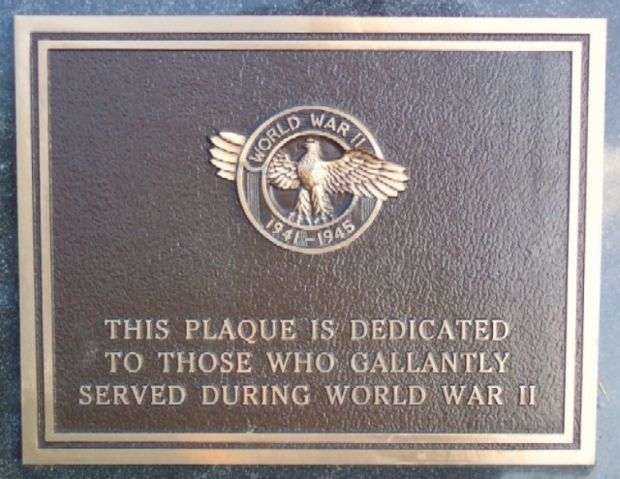 WORLD WAR II
1941-1945
THIS PLAQUE IS DEDICATED
TO THOSE WHO GALLANTLY
SERVED DURING WORLD WAR II